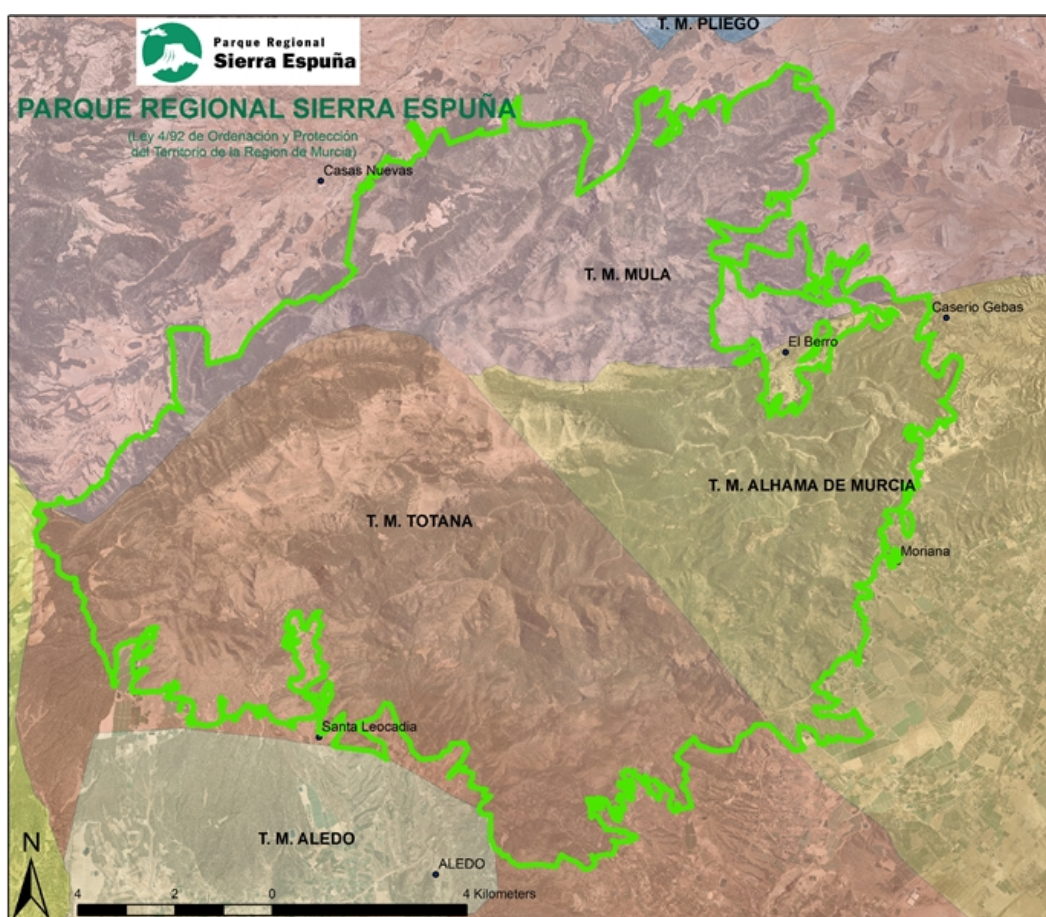 T. M. PLIEGO
Parque Regional
Sierra Espuña
PARQUE REGIONAL SIERRA ESPUÑA
(Ley 4/92 de Ordenación y Protección
del Territorio de la Region de Murcia)
Casas Nuevas
T. M. MULA
Caserio Gebas
El Berro
T. M. ALHAMA DE MURCIA
T. M. TOTANA
Moriana
Santa Leocadia
T. M. ALEDO
ALEDO
N
4 2 0 4 Kilometers